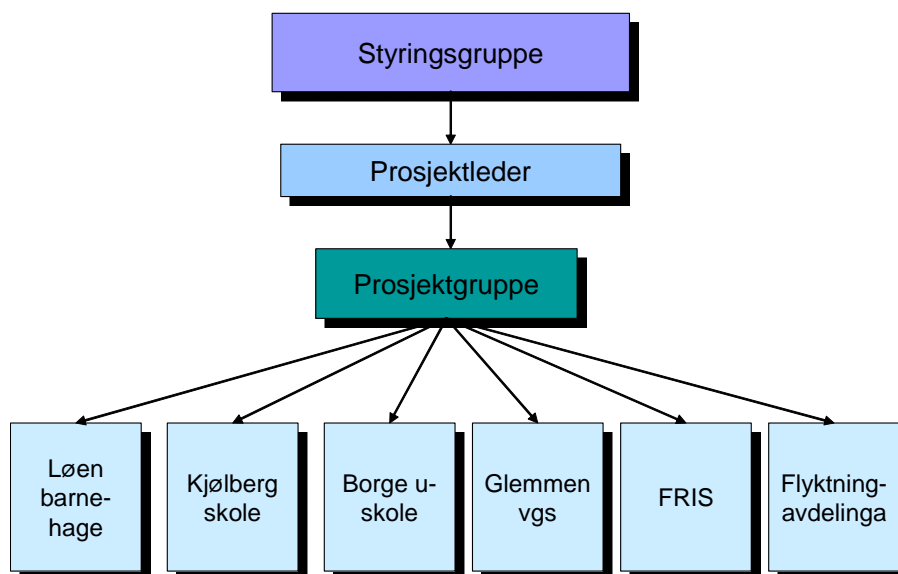 Styringsgruppe
Prosjektleder
Prosjektgruppe
Løen
barne-
hage
Kjølberg
skole
Borge u-
skole
Glemmen
vgs
FRIS
Flyktning-
avdelinga